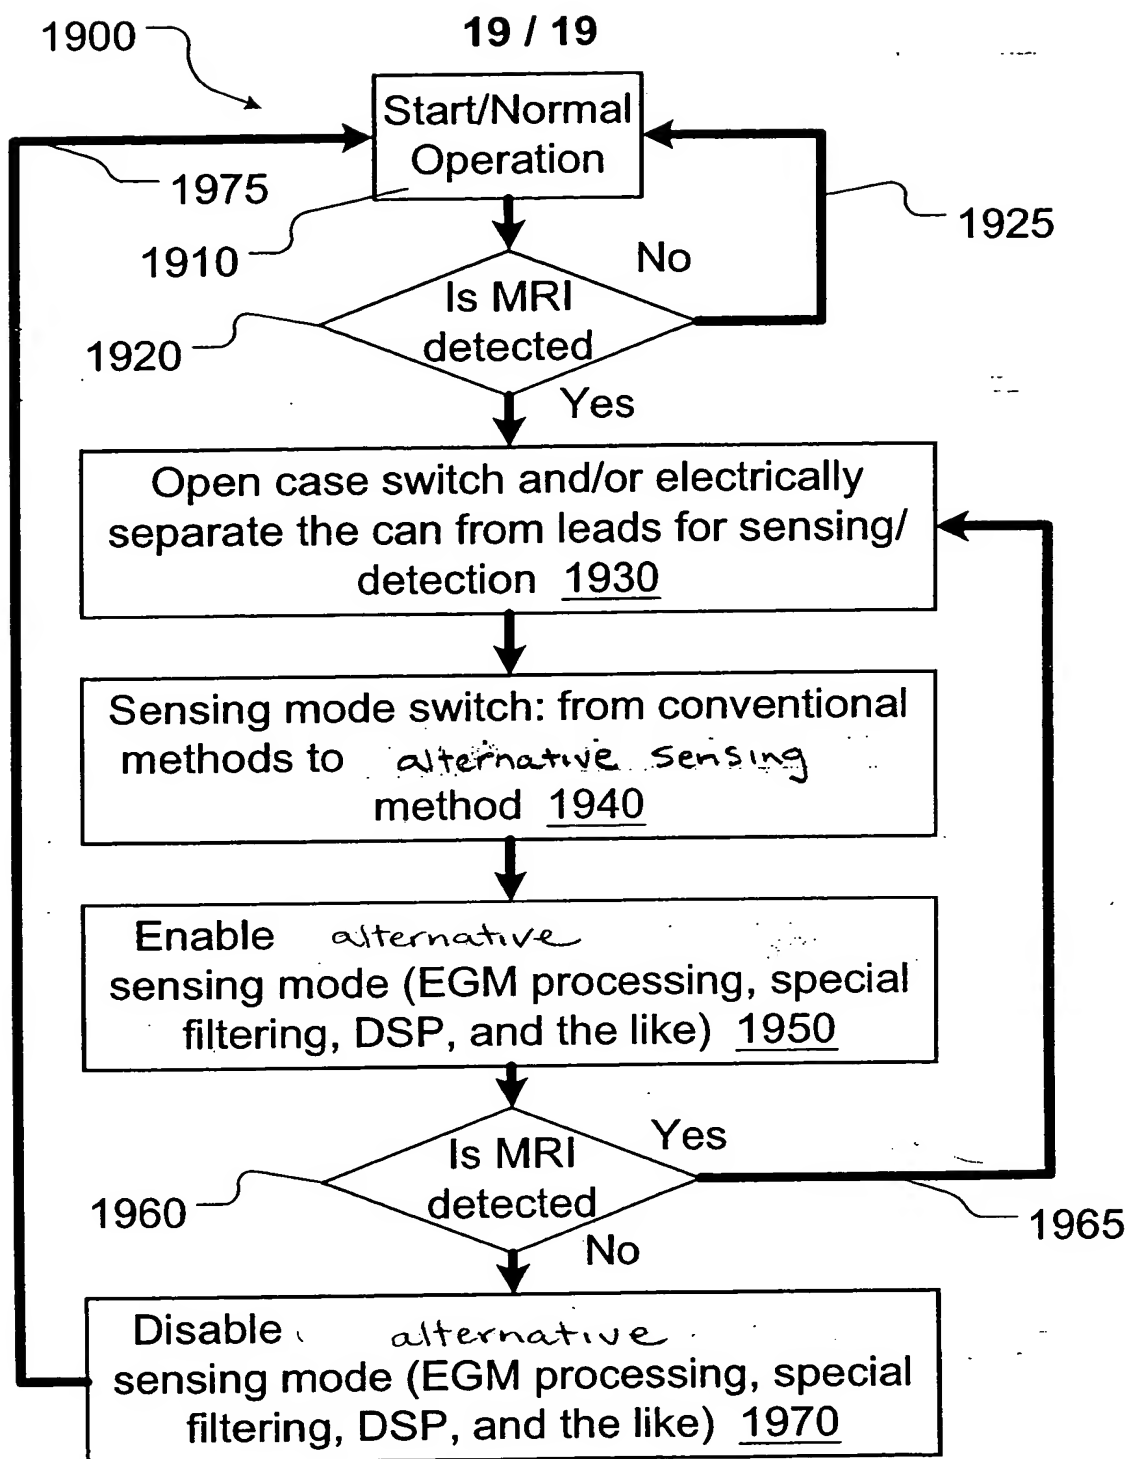 19 / 19
1900
Start/Normal
Operation
1975
1910
1925
No
Is MRI
detected
1920
Yes
Open case switch and/or electrically
separate the can from leads for sensing/
detection 1930
Sensing mode switch: from conventional
methods to alternative sensing
method 1940
Enable alternative
sensing mode (EGM processing, special
filtering, DSP, and the like) 1950
Yes
Is MRI
detected
1960
1965
No
Disable alternative
sensing mode (EGM processing, special
filtering, DSP, and the like) 1970